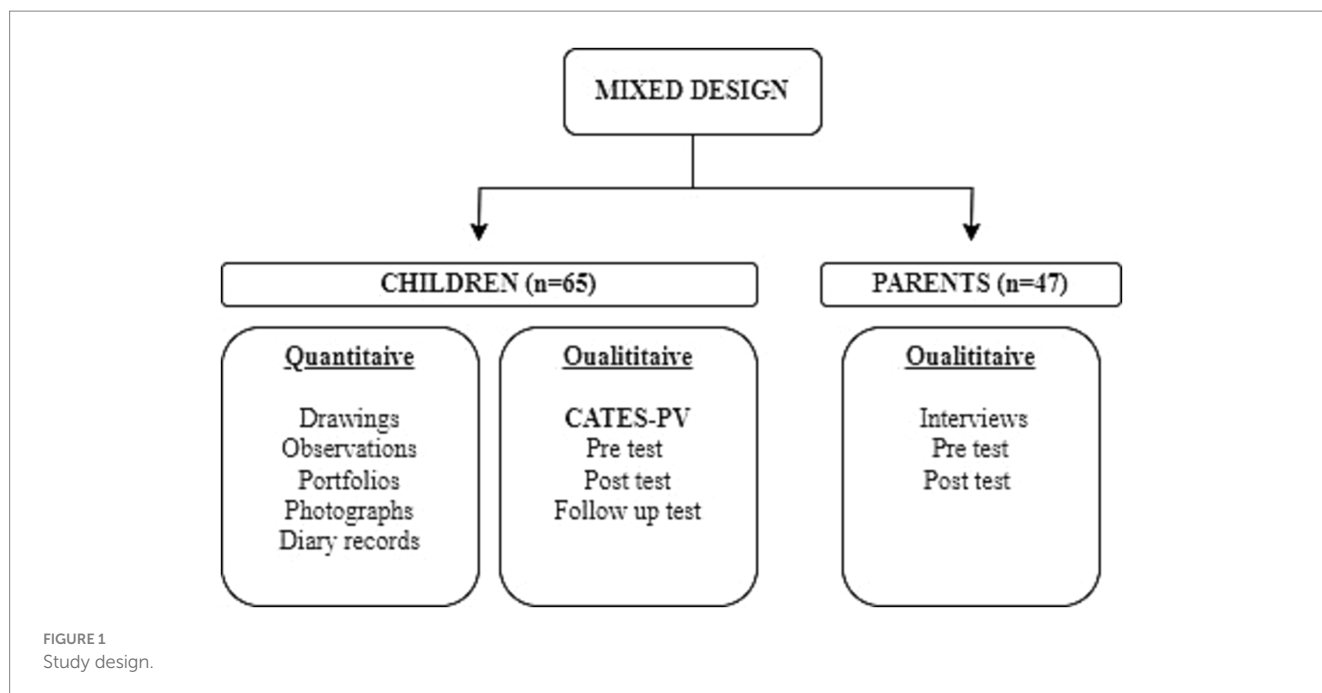 MIXED DESIGN
CHILDREN (n=65)
PARENTS (n=47)
Quantitaive
Drawings
Observations
Portfolios
Photographs
Diary records
Oualititaive
CATES-PV
Pre test
Post test
Follow up test
Oualititaive
Interviews
Pre test
Post test
FIGURE 1
Study design.